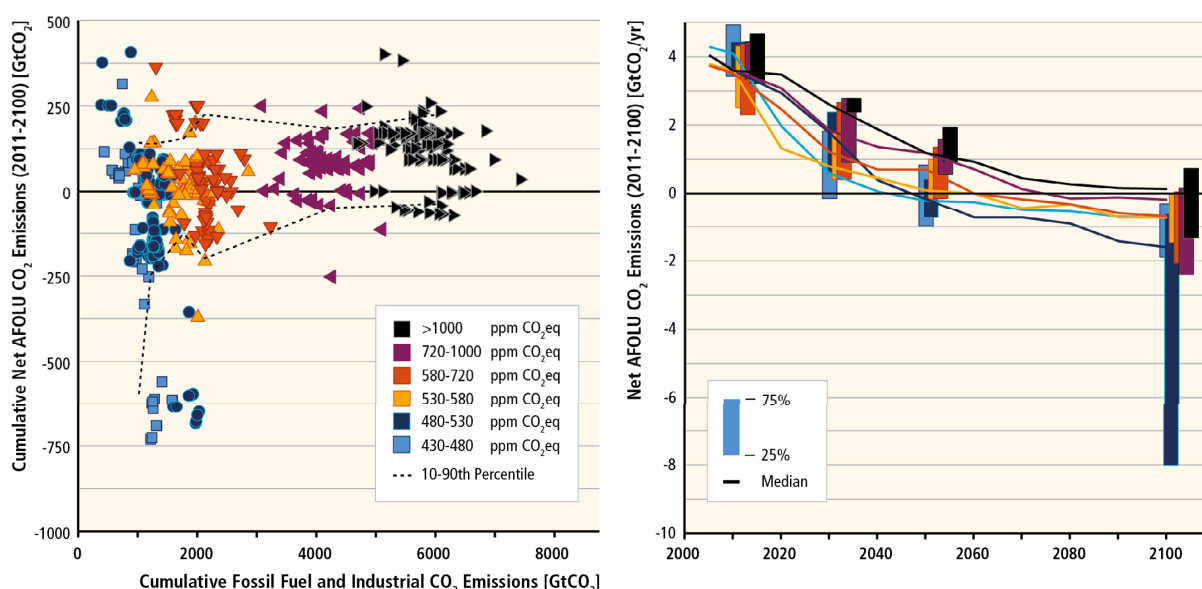 Cumulative Net AFOLU CO2 Emissions (2011-2100) [GtCO2]
500
250
0
-250
-500
-750
-1000
0
2000
4000
6000
8000
Cumulative Fossil Fuel and Industrial CO2 Emissions [GtCO2]
>1000 ppm CO2eq
720-1000 ppm CO2eq
580-720 ppm CO2eq
530-580 ppm CO2eq
480-530 ppm CO2eq
430-480 ppm CO2eq
10-90th Percentile
Net AFOLU CO2 Emissions (2011-2100) [GtCO2/yr]
4
2
0
-2
-4
-6
-8
-10
2000
2020
2040
2060
2080
2100
75%
25%
Median